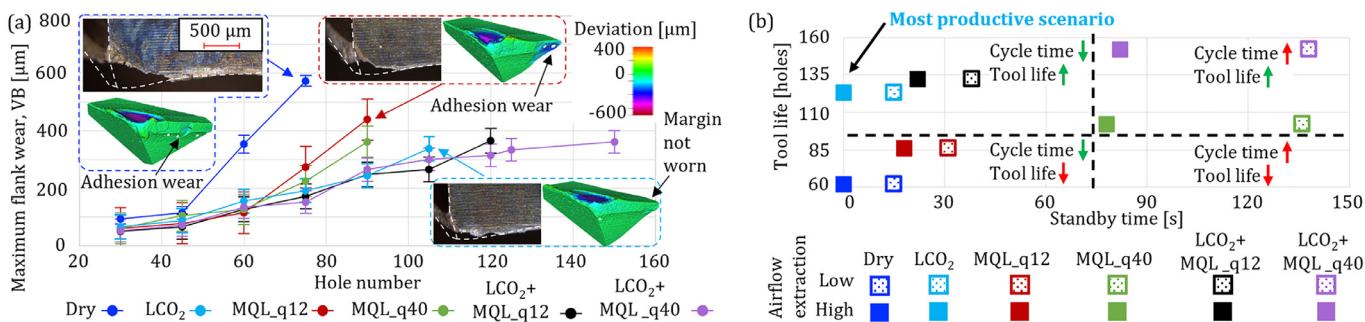 (a)
Maximum flank wear, VB [μm]
800
600
400
200
0
500 μm
Adhesion wear
Adhesion wear
Deviation [μm]
400
-600
Margin
not
worn
20 40 60 80 100 120 140 160
Hole number
Dry
LCO₂
MQL_q12
MQL_q40
LCO₂+
MQL_q12
LCO₂+
MQL_q40
(b)
Most productive scenario
Tool life [holes]
160
135
110
85
60
Cycle time
Tool life
Cycle time
Tool life
Cycle time
Tool life
Cycle time
Tool life
0 30 60 90 120 150
Standby time [s]
Airflow
extraction
Low
High
Dry
LCO₂
MQL_q12
MQL_q40
LCO₂+
MQL_q12
LCO₂+
MQL_q40